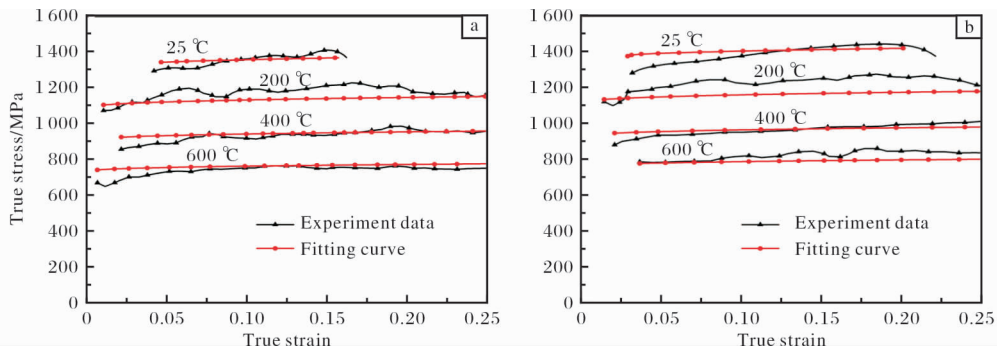 1 600
1 400
1 200
1 000
800
600
400
200
0
True stress/MPa
a
25 ℃
200 ℃
400 ℃
600 ℃
Experiment data
Fitting curve
0 0.05 0.10 0.15 0.20 0.25
True strain
1 600
1 400
1 200
1 000
800
600
400
200
0
b
25 ℃
200 ℃
400 ℃
600 ℃
Experiment data
Fitting curve
0 0.05 0.10 0.15 0.20 0.25
True strain